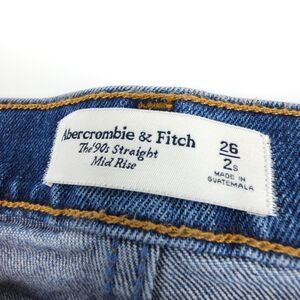 Abercrombie & Fitch
The '90s Straight
Mid Rise
26
2s
MADE IN
GUATEMALA